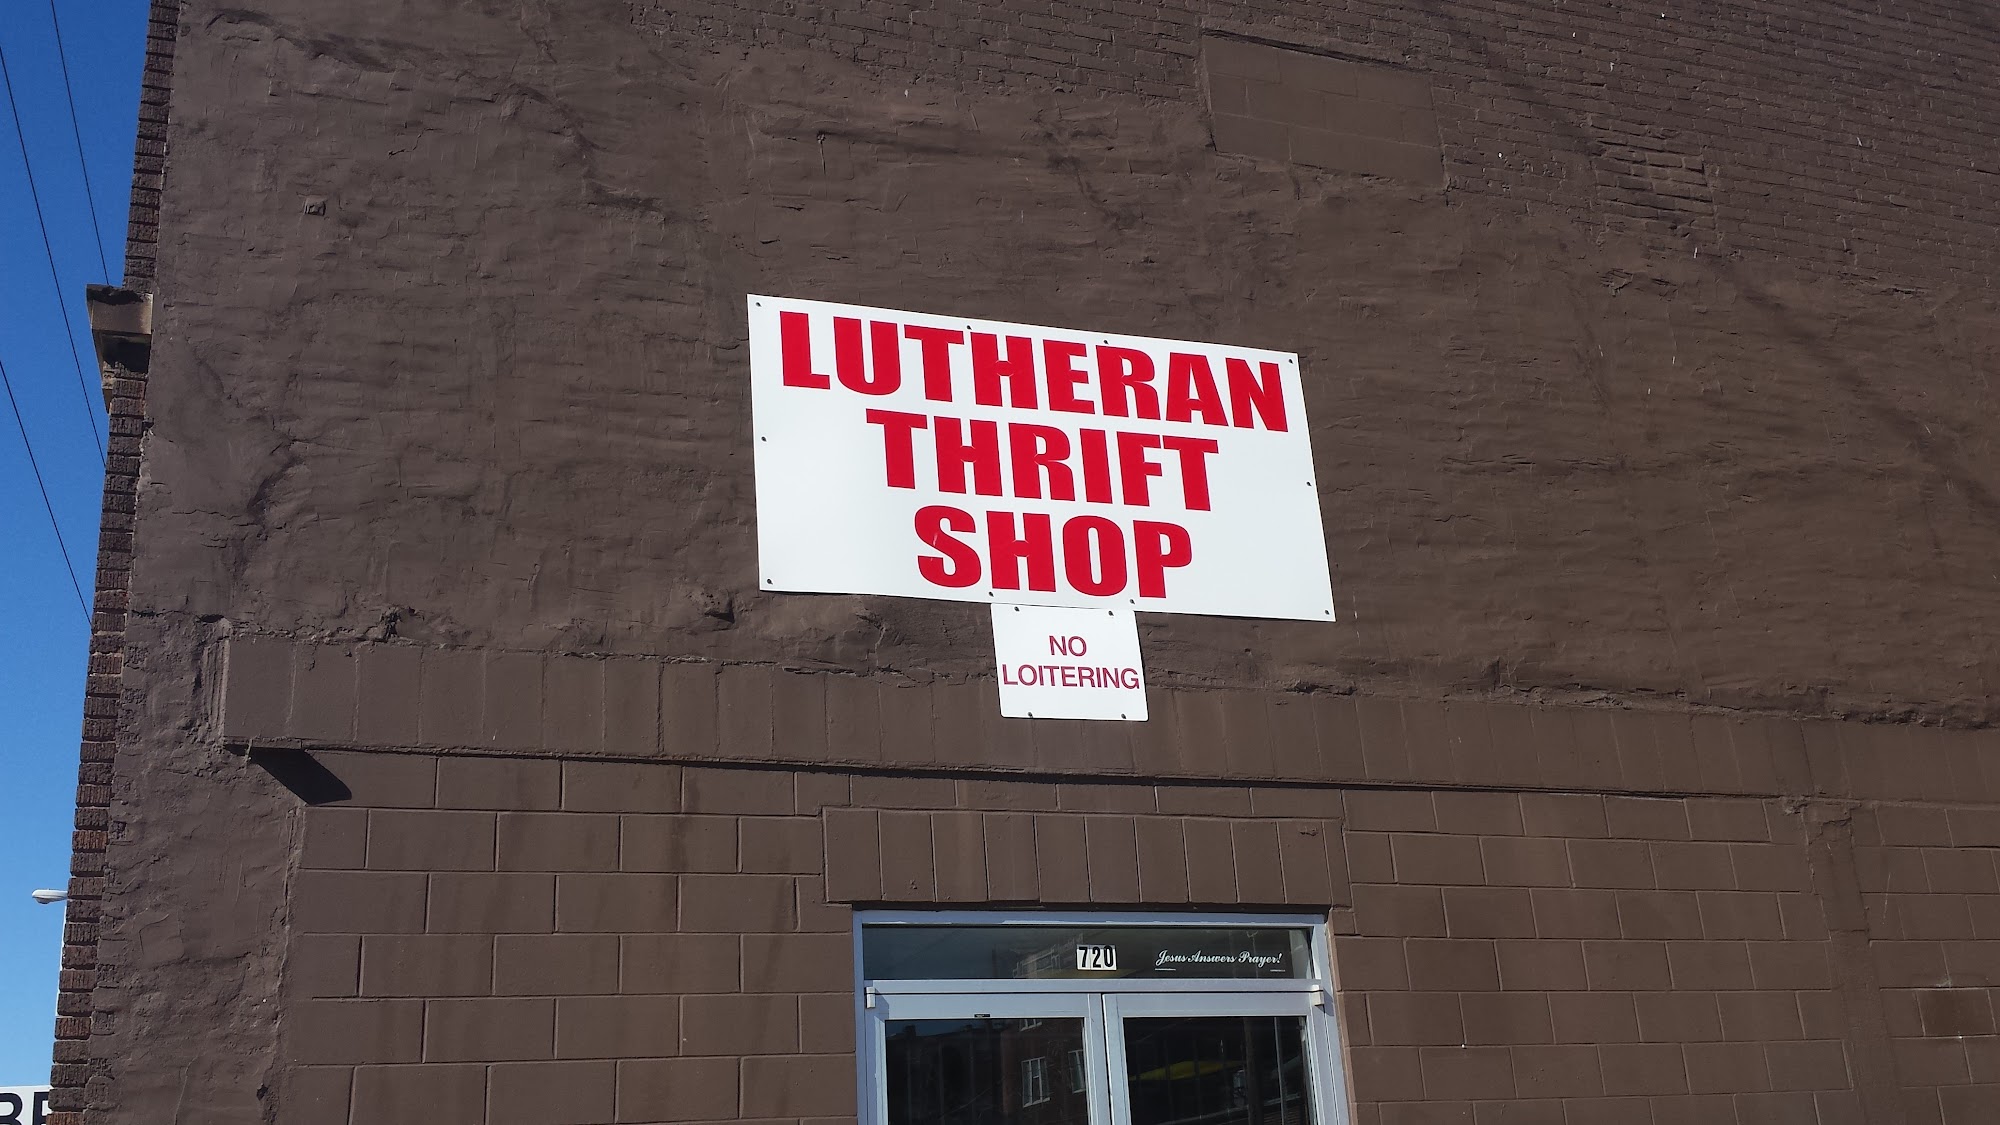 LUTHERAN
THRIFT
SHOP
NO
LOITERING
720
Jesus Answers Prayer!